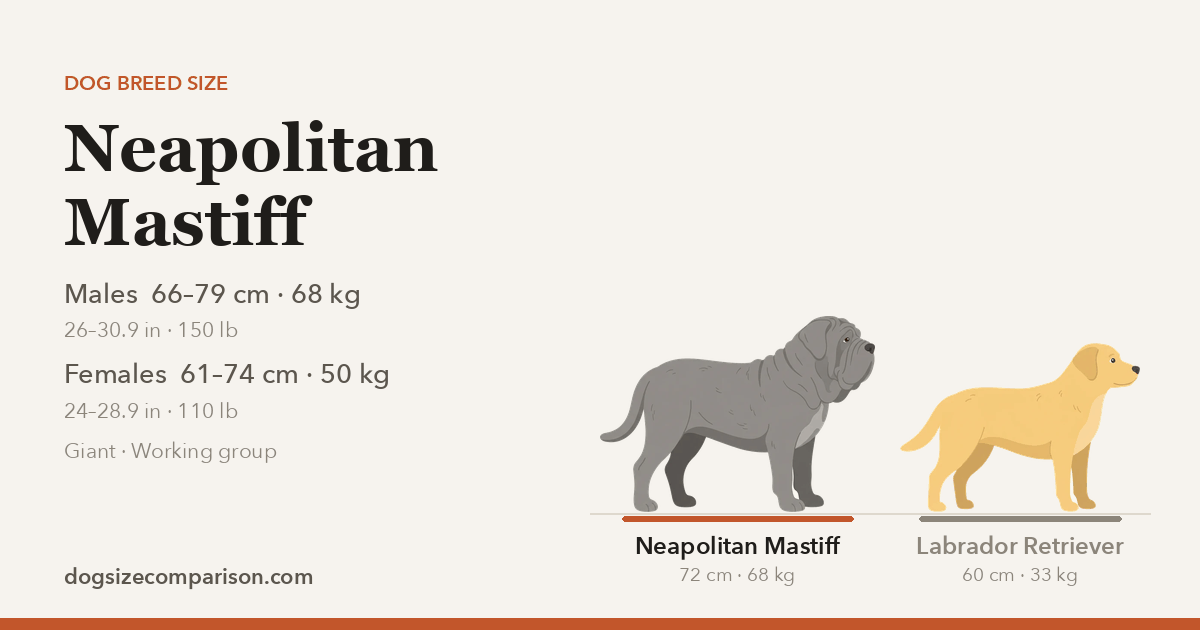 DOG BREED SIZE
Neapolitan
Mastiff
Males 66–79 cm · 68 kg
26–30.9 in · 150 lb
Females 61–74 cm · 50 kg
24–28.9 in · 110 lb
Giant · Working group
Neapolitan Mastiff
72 cm · 68 kg
Labrador Retriever
60 cm · 33 kg
dogsizecomparison.com